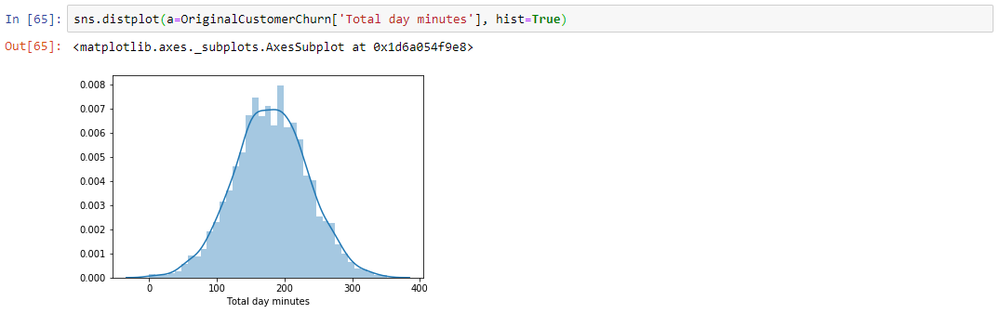 In [65]: sns.distplot(a=OriginalCustomerChurn['Total day minutes'], hist=True)
Out[65]: <matplotlib.axes._subplots.AxesSubplot at 0x1d6a054f9e8>
0.008
0.007
0.006
0.005
0.004
0.003
0.002
0.001
0.000
0 100 200 300 400
Total day minutes